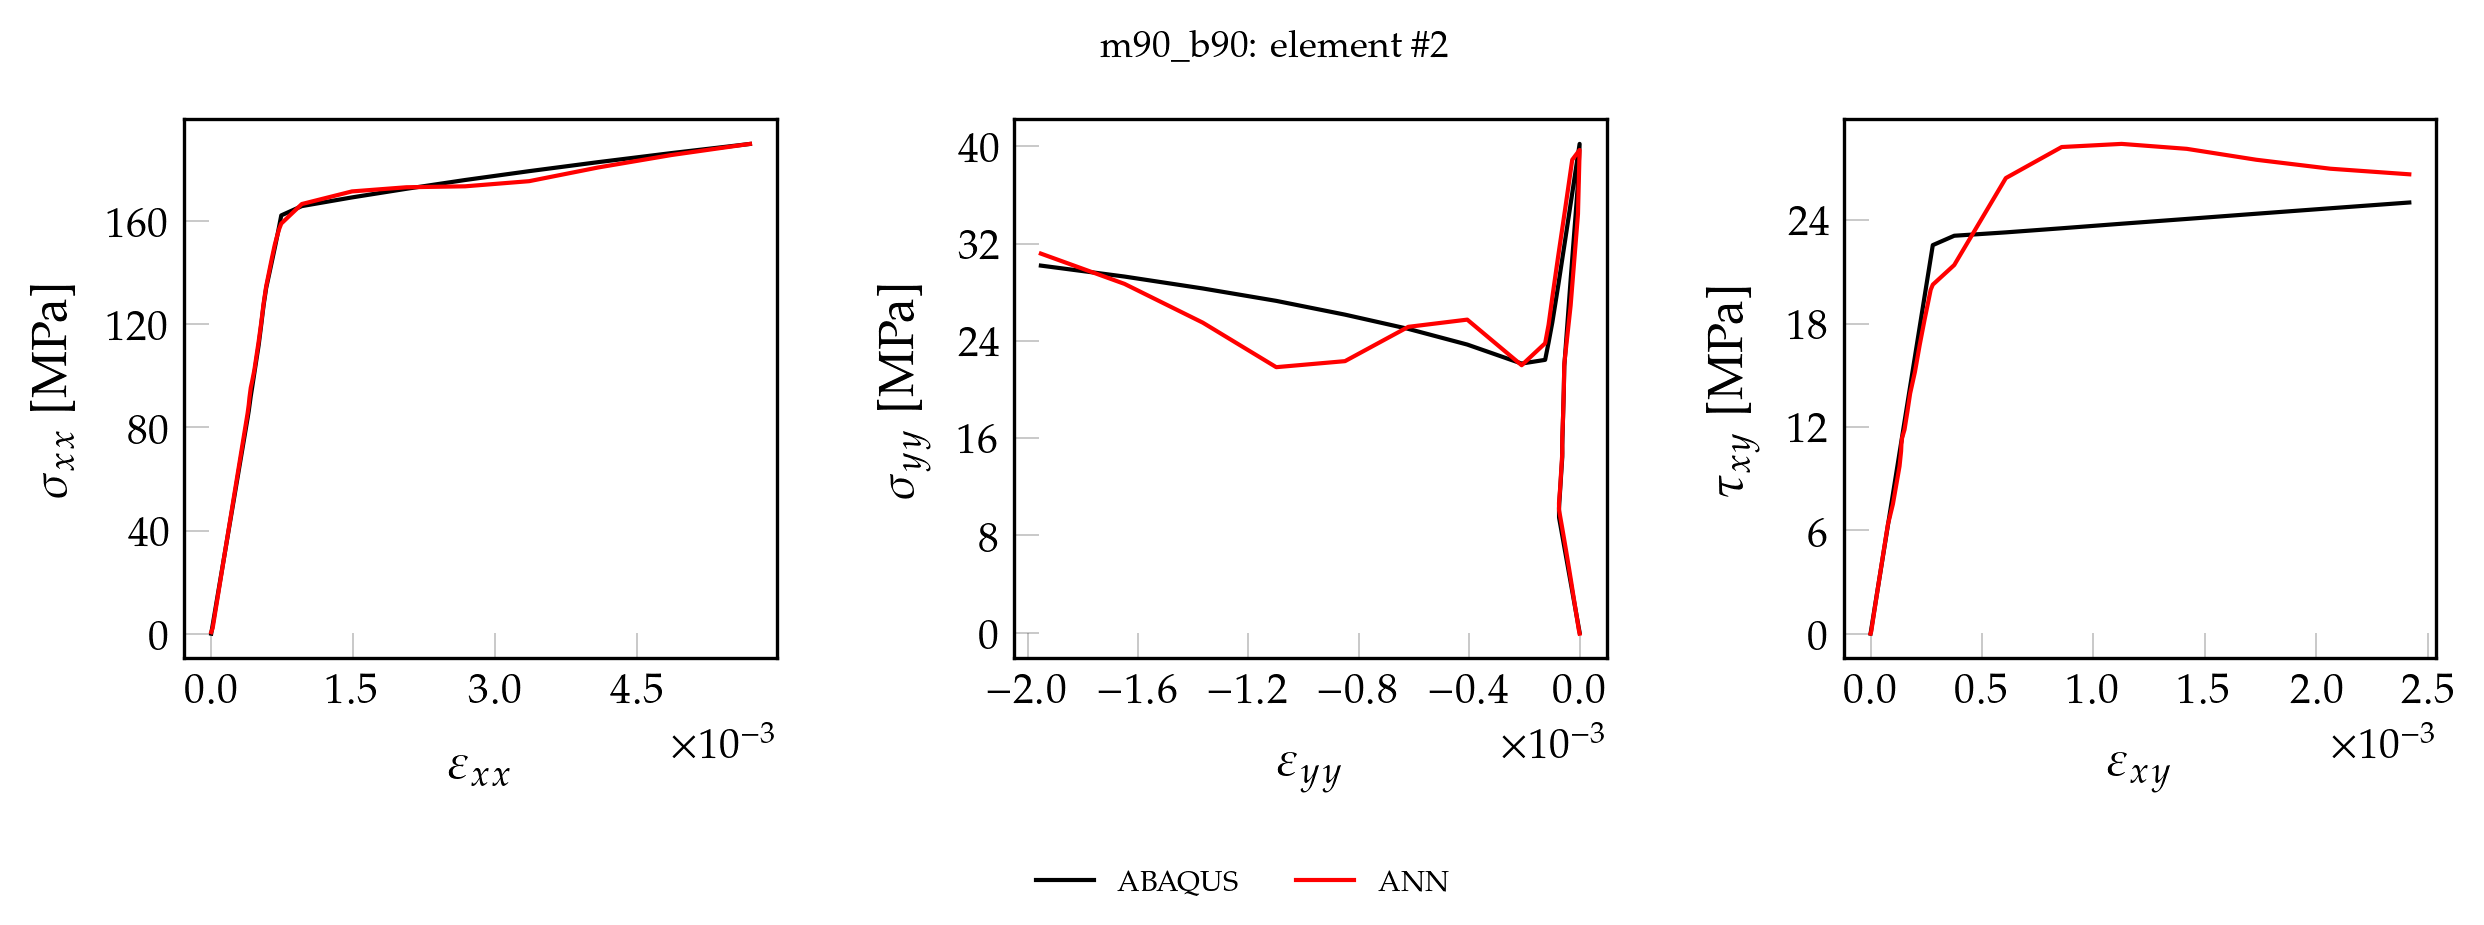 m90_b90: element #2
σxx [MPa]
160
120
80
40
0
0.0 1.5 3.0 4.5
×10⁻³
εxx
σyy [MPa]
40
32
24
16
8
0
−2.0 −1.6 −1.2 −0.8 −0.4 0.0
×10⁻³
εyy
τxy [MPa]
24
18
12
6
0
0.0 0.5 1.0 1.5 2.0 2.5
×10⁻³
εxy
ABAQUS ANN